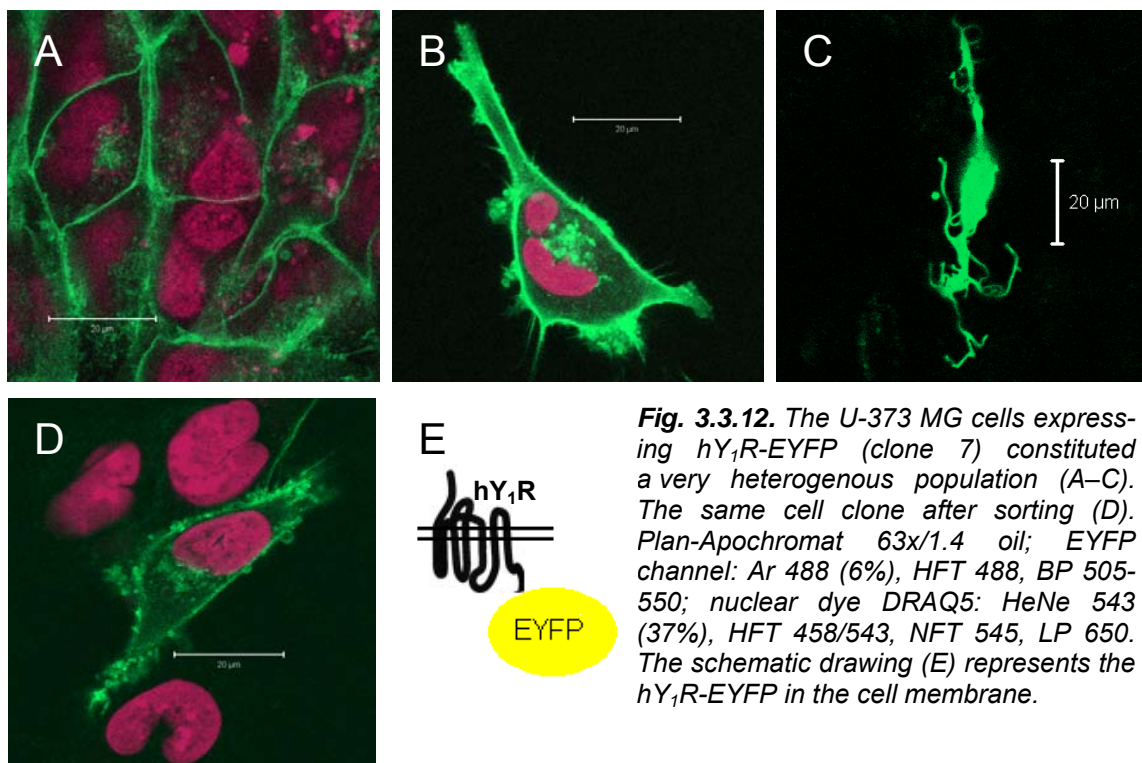 A
B
C
20 µm
20 µm
20 µm
D
20 µm
E
hY₁R
EYFP
Fig. 3.3.12. The U-373 MG cells express-
ing hY₁R-EYFP (clone 7) constituted
a very heterogenous population (A–C).
The same cell clone after sorting (D).
Plan-Apochromat 63x/1.4 oil; EYFP
channel: Ar 488 (6%), HFT 488, BP 505-
550; nuclear dye DRAQ5: HeNe 543
(37%), HFT 458/543, NFT 545, LP 650.
The schematic drawing (E) represents the
hY₁R-EYFP in the cell membrane.